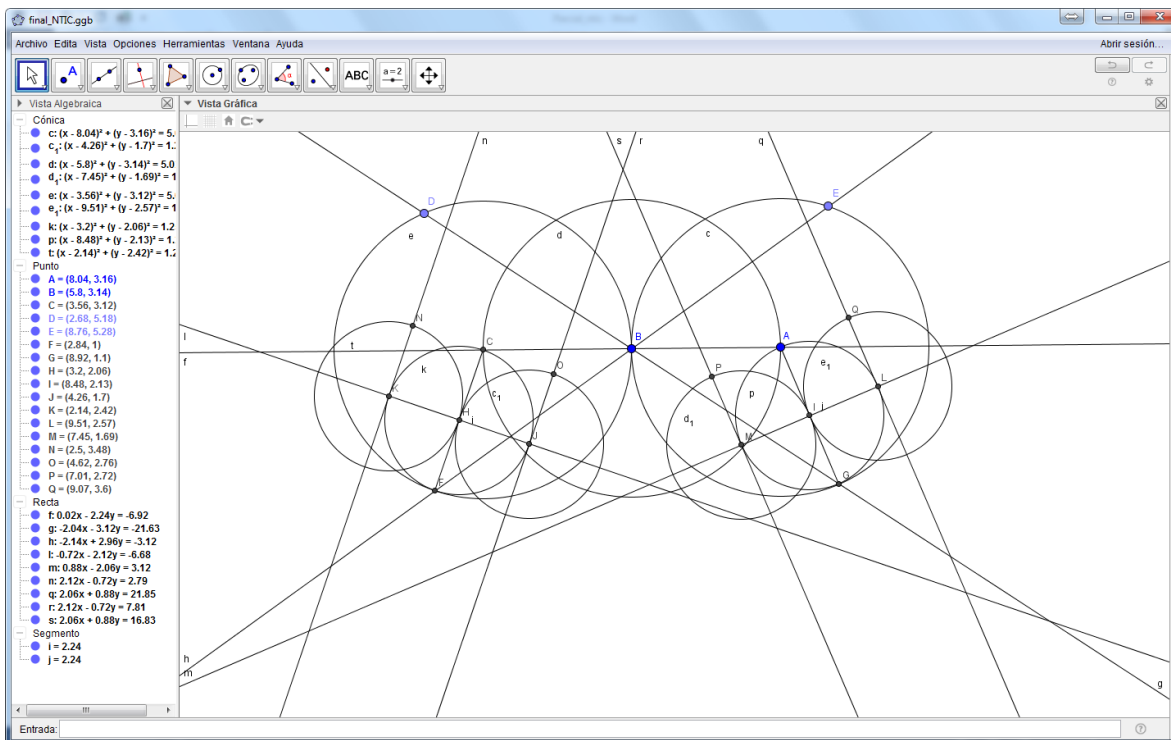 final_NTIC.ggb
Archivo Edita Vista Opciones Herramientas Ventana Ayuda
Abrir sesión...
A
α
ABC
a=2
Vista Algebraica
Vista Gráfica
Cónica
c: (x - 8.04)² + (y - 3.16)² = 5.
c₁: (x - 4.26)² + (y - 1.7)² = 1.
d: (x - 5.8)² + (y - 3.14)² = 5.0
d₁: (x - 7.45)² + (y - 1.69)² = 1
e: (x - 3.56)² + (y - 3.12)² = 5.
e₁: (x - 9.51)² + (y - 2.57)² = 1
k: (x - 3.2)² + (y - 2.06)² = 1.2
p: (x - 8.48)² + (y - 2.13)² = 1.
t: (x - 2.14)² + (y - 2.42)² = 1.2
Punto
A = (8.04, 3.16)
B = (5.8, 3.14)
C = (3.56, 3.12)
D = (2.68, 5.18)
E = (8.76, 5.28)
F = (2.84, 1)
G = (8.92, 1.1)
H = (3.2, 2.06)
I = (8.48, 2.13)
J = (4.26, 1.7)
K = (2.14, 2.42)
L = (9.51, 2.57)
M = (7.45, 1.69)
N = (2.5, 3.48)
O = (4.62, 2.76)
P = (7.01, 2.72)
Q = (9.07, 3.6)
Recta
f: 0.02x - 2.24y = -6.92
g: -2.04x - 3.12y = -21.63
h: -2.14x + 2.96y = -3.12
l: -0.72x - 2.12y = -6.68
m: 0.88x - 2.06y = 3.12
n: 2.12x - 0.72y = 2.79
q: 2.06x + 0.88y = 21.85
r: 2.12x - 0.72y = 7.81
s: 2.06x + 0.88y = 16.83
Segmento
i = 2.24
j = 2.24
n
s
r
q
D
E
e
d
c
N
Q
l
t
C
B
A
f
k
O
P
e₁
K
c₁
p
L
H
i
d₁
I
j
J
M
F
G
h
m
g
Entrada: